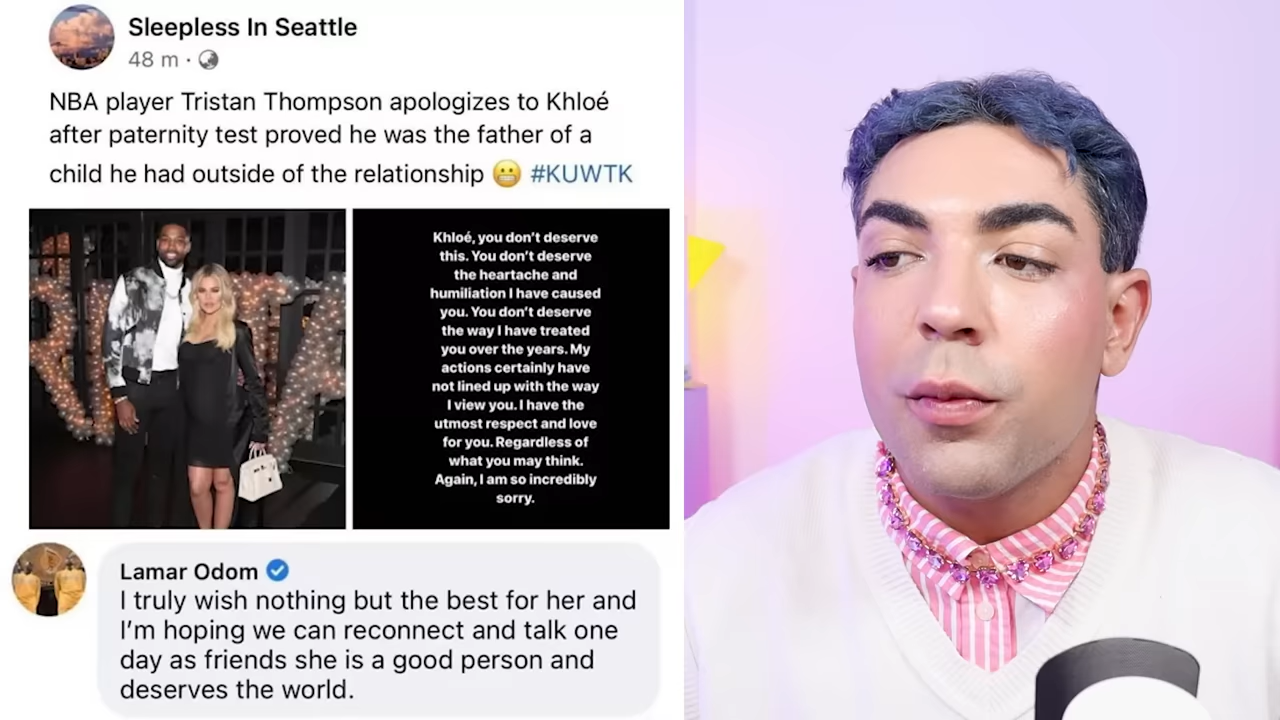 Sleepless In Seattle
48 m ·
NBA player Tristan Thompson apologizes to Khloé
after paternity test proved he was the father of a
child he had outside of the relationship 😬 #KUWTK
Khloé, you don’t deserve
this. You don’t deserve
the heartache and
humiliation I have caused
you. You don’t deserve
the way I have treated
you over the years. My
actions certainly have
not lined up with the way
I view you. I have the
utmost respect and love
for you. Regardless of
what you may think.
Again, I am so incredibly
sorry.
Lamar Odom
I truly wish nothing but the best for her and
I’m hoping we can reconnect and talk one
day as friends she is a good person and
deserves the world.